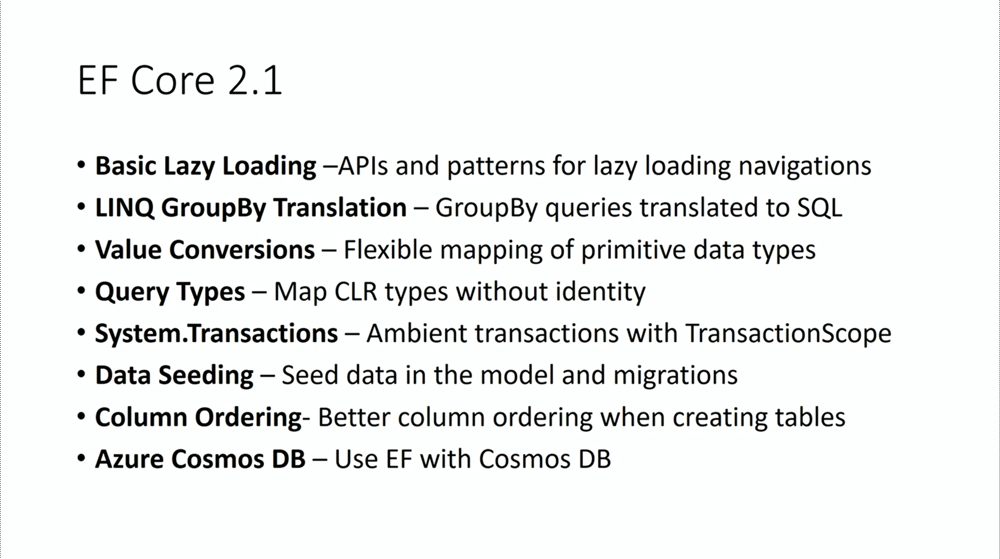 EF Core 2.1
• Basic Lazy Loading –APIs and patterns for lazy loading navigations
• LINQ GroupBy Translation – GroupBy queries translated to SQL
• Value Conversions – Flexible mapping of primitive data types
• Query Types – Map CLR types without identity
• System.Transactions – Ambient transactions with TransactionScope
• Data Seeding – Seed data in the model and migrations
• Column Ordering- Better column ordering when creating tables
• Azure Cosmos DB – Use EF with Cosmos DB